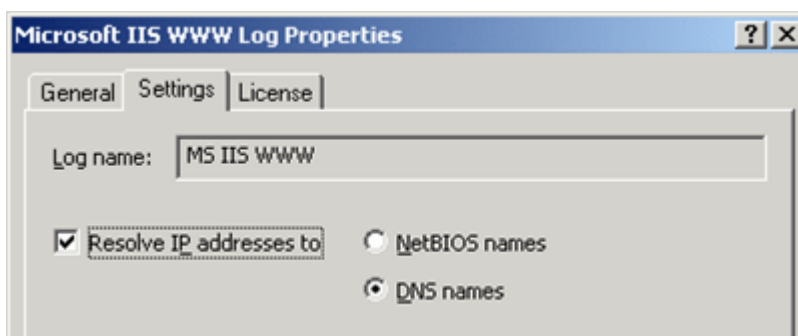 Microsoft IIS WWW Log Properties ? X
General Settings License
Log name: MS IIS WWW
Resolve IP addresses to NetBIOS names
DNS names